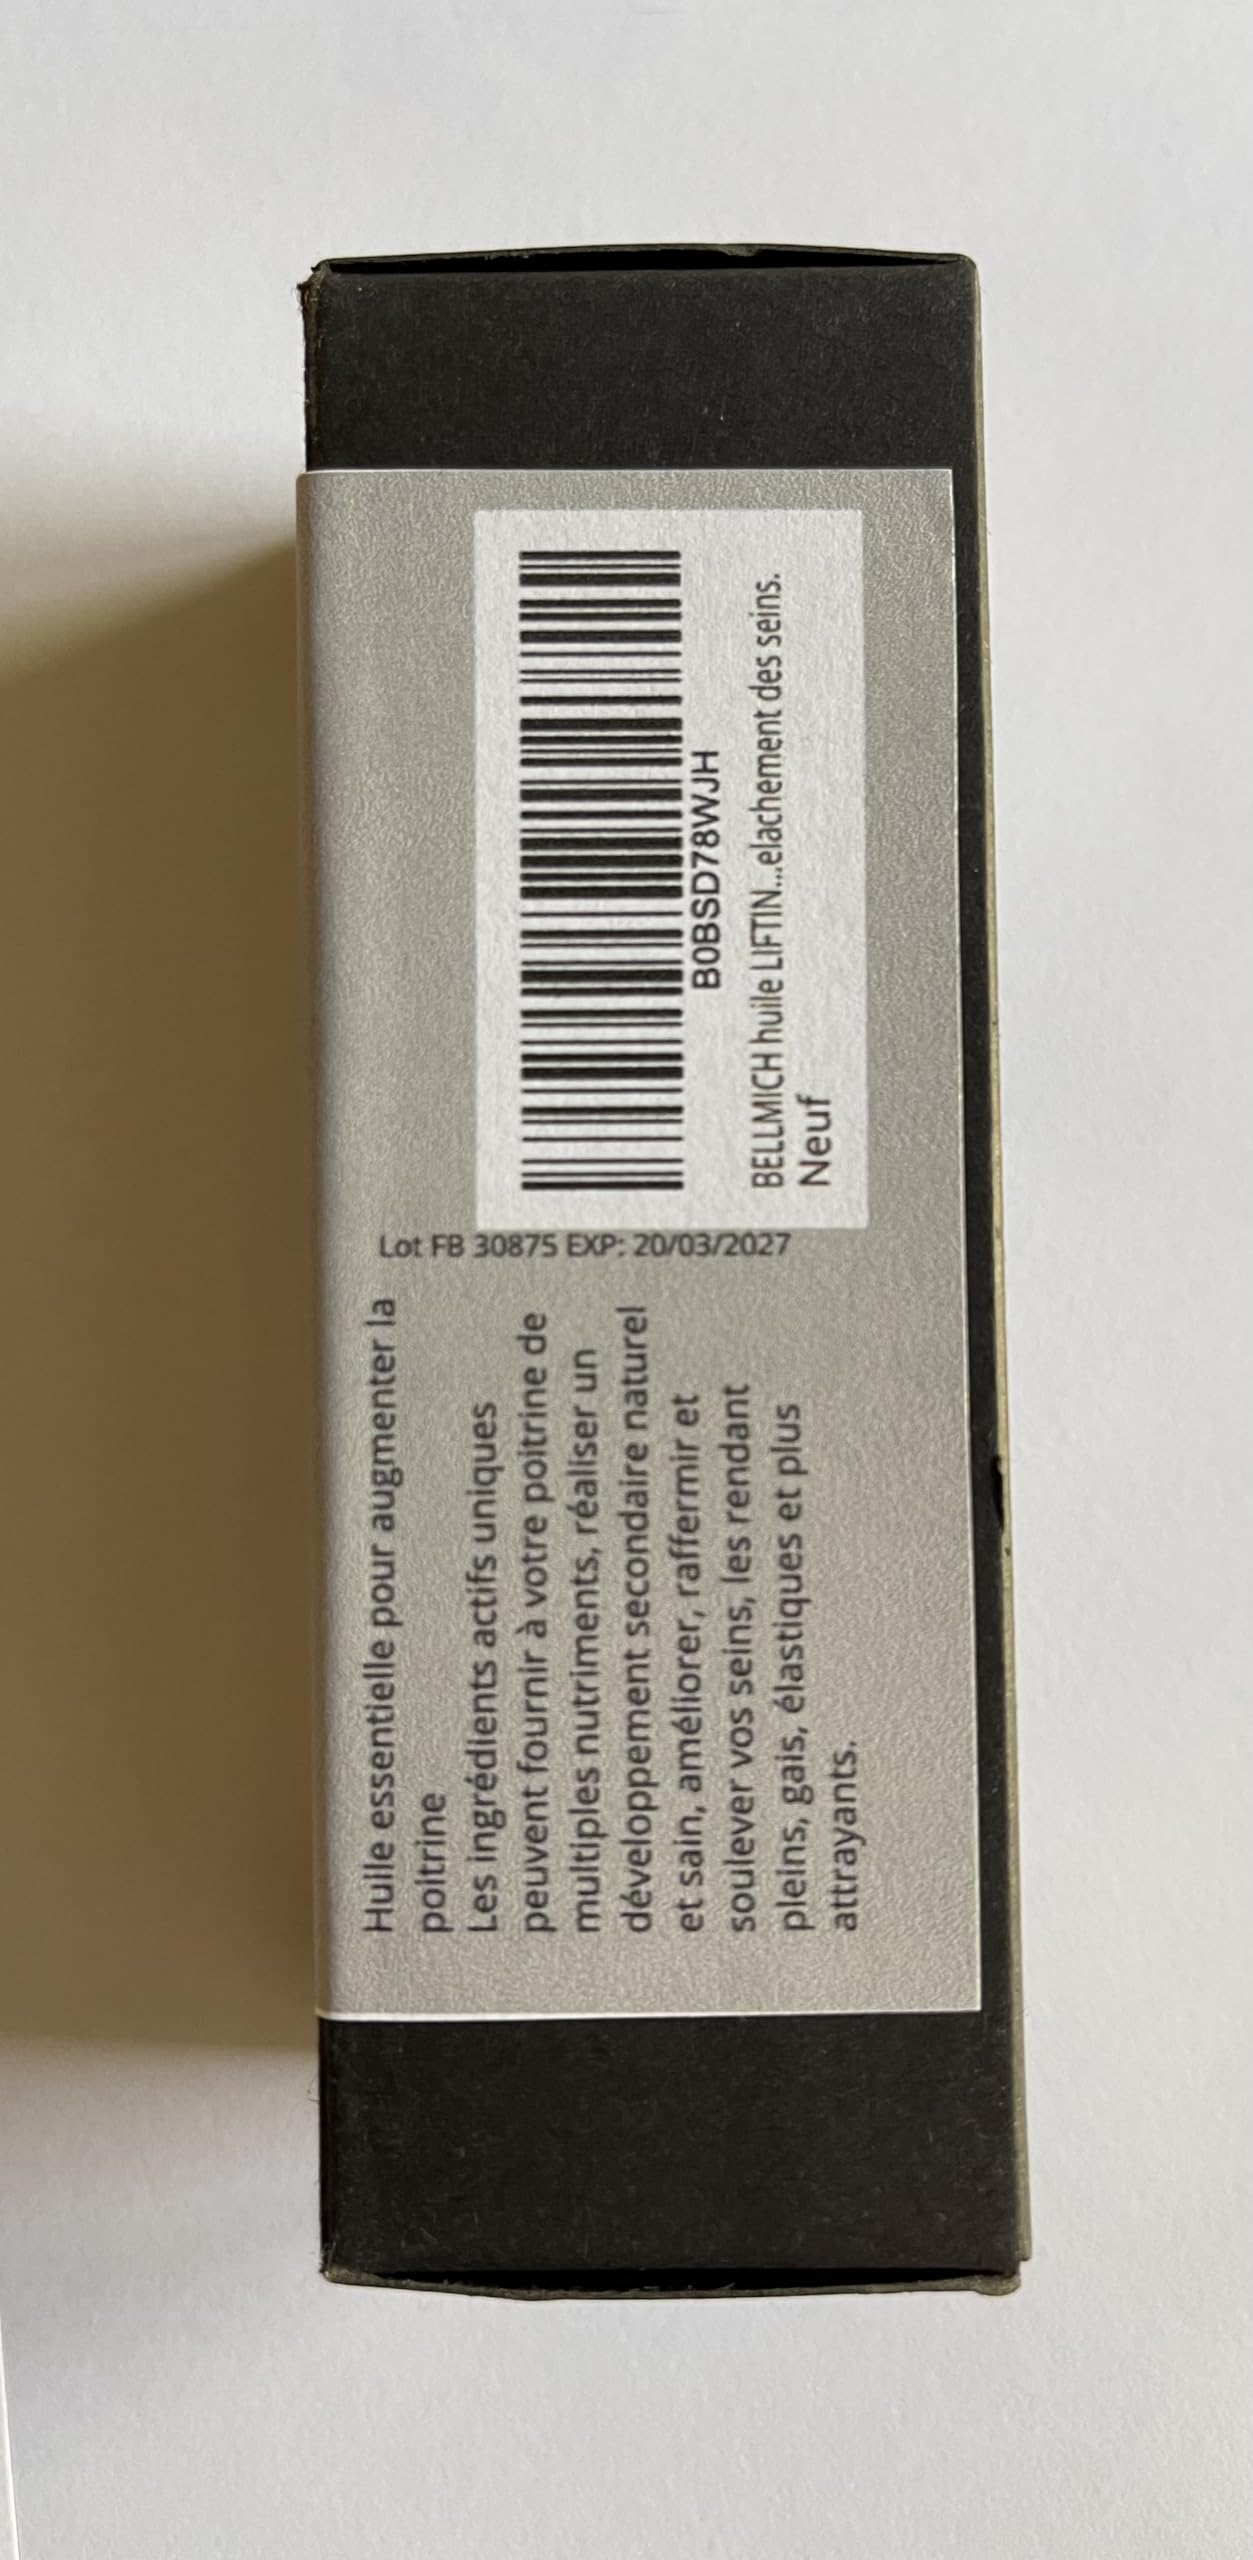 Huile essentielle pour augmenter la
poitrine
Les ingrédients actifs uniques
peuvent fournir à votre poitrine de
multiples nutriments, réaliser un
développement secondaire naturel
et sain, améliorer, raffermir et
soulever vos seins, les rendant
pleins, gais, élastiques et plus
attrayants.
Lot FB 30875 EXP: 20/03/2027
B0BSD78WJH
BELLMICH huile LIFTIN...elachement des seins.
Neuf